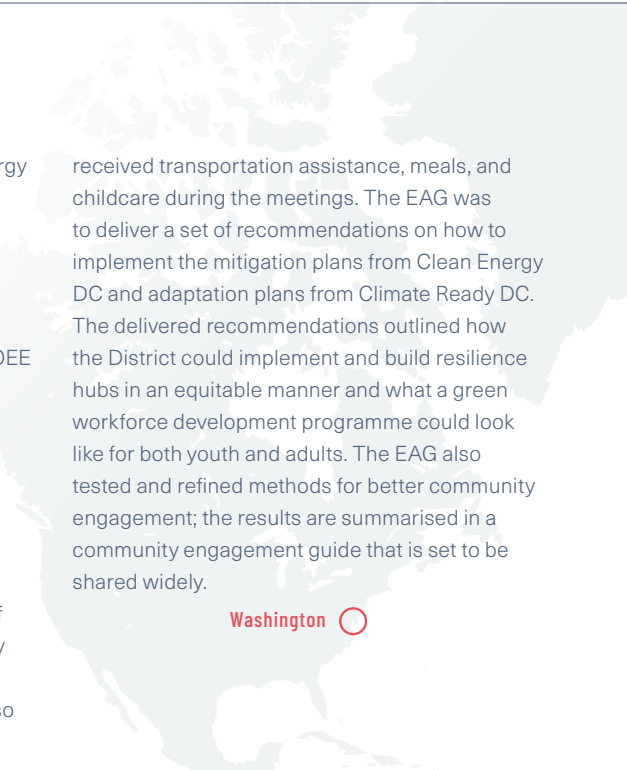 rgy
DEE
f
y
so
received transportation assistance, meals, and
childcare during the meetings. The EAG was
to deliver a set of recommendations on how to
implement the mitigation plans from Clean Energy
DC and adaptation plans from Climate Ready DC.
The delivered recommendations outlined how
the District could implement and build resilience
hubs in an equitable manner and what a green
workforce development programme could look
like for both youth and adults. The EAG also
tested and refined methods for better community
engagement; the results are summarised in a
community engagement guide that is set to be
shared widely.
Washington